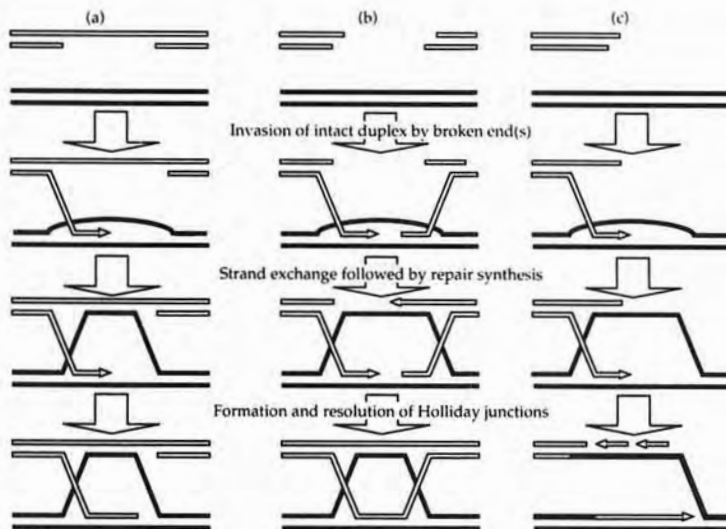 (a) (b) (c)
Invasion of intact duplex by broken end(s)
Strand exchange followed by repair synthesis
Formation and resolution of Holliday junctions